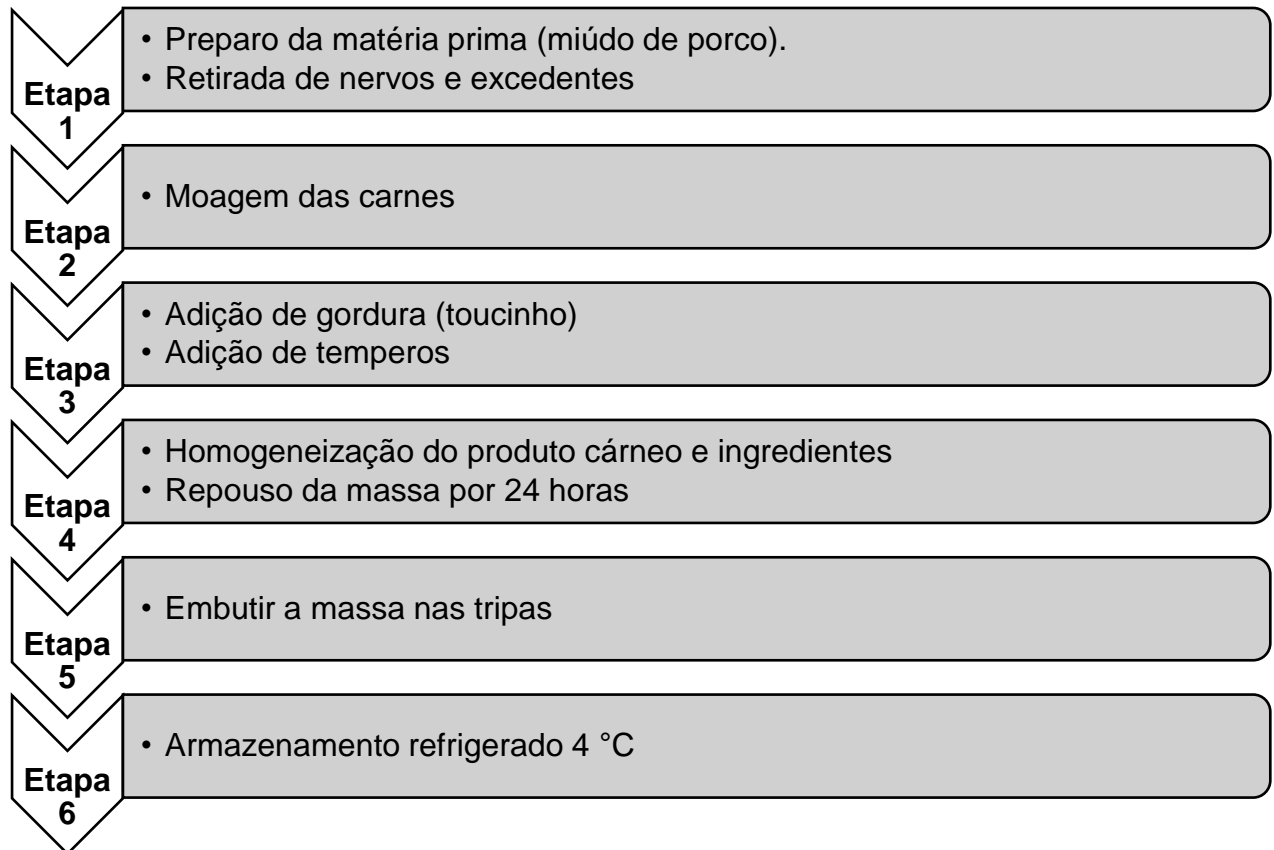 Etapa
1
• Preparo da matéria prima (miúdo de porco).
• Retirada de nervos e excedentes
Etapa
2
• Moagem das carnes
Etapa
3
• Adição de gordura (toucinho)
• Adição de temperos
Etapa
4
• Homogeneização do produto cárneo e ingredientes
• Repouso da massa por 24 horas
Etapa
5
• Embutir a massa nas tripas
Etapa
6
• Armazenamento refrigerado 4 °C